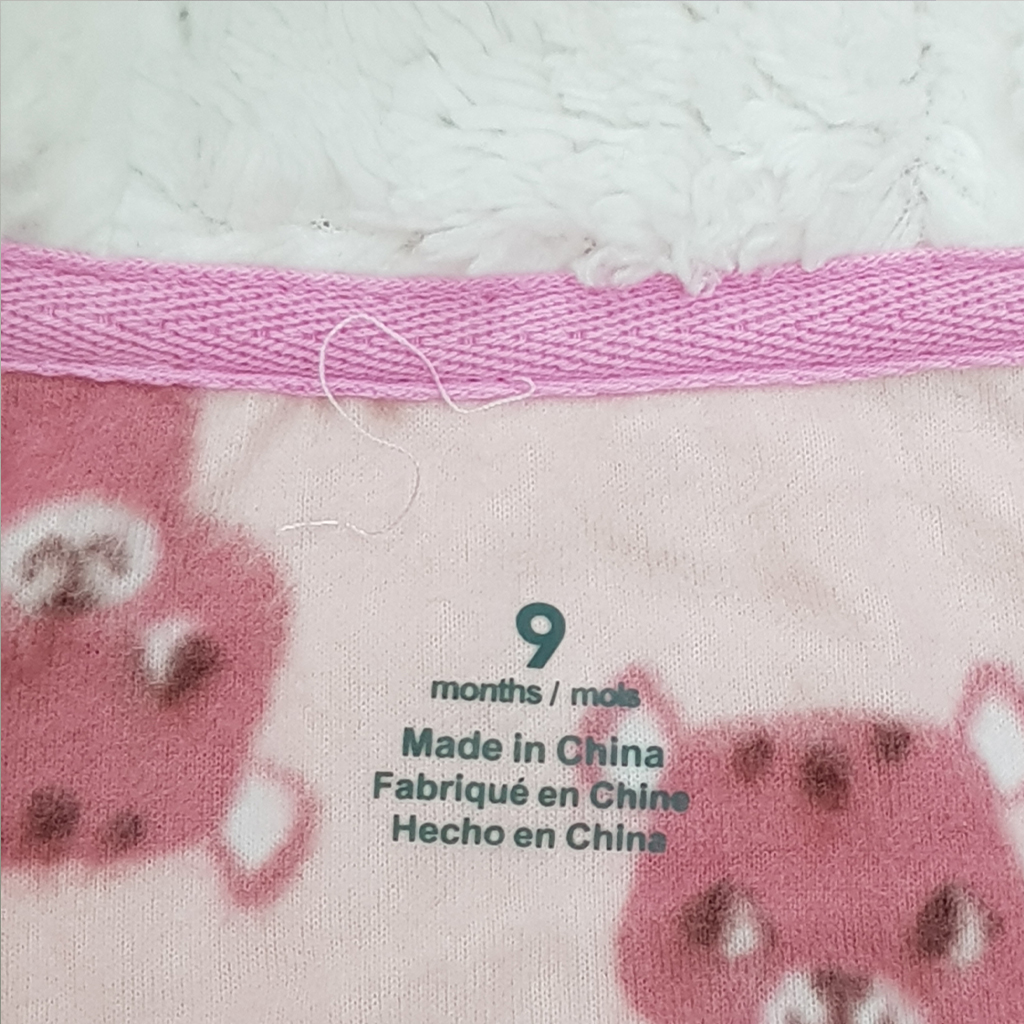 9
months / mois
Made in China
Fabriqué en Chine
Hecho en China